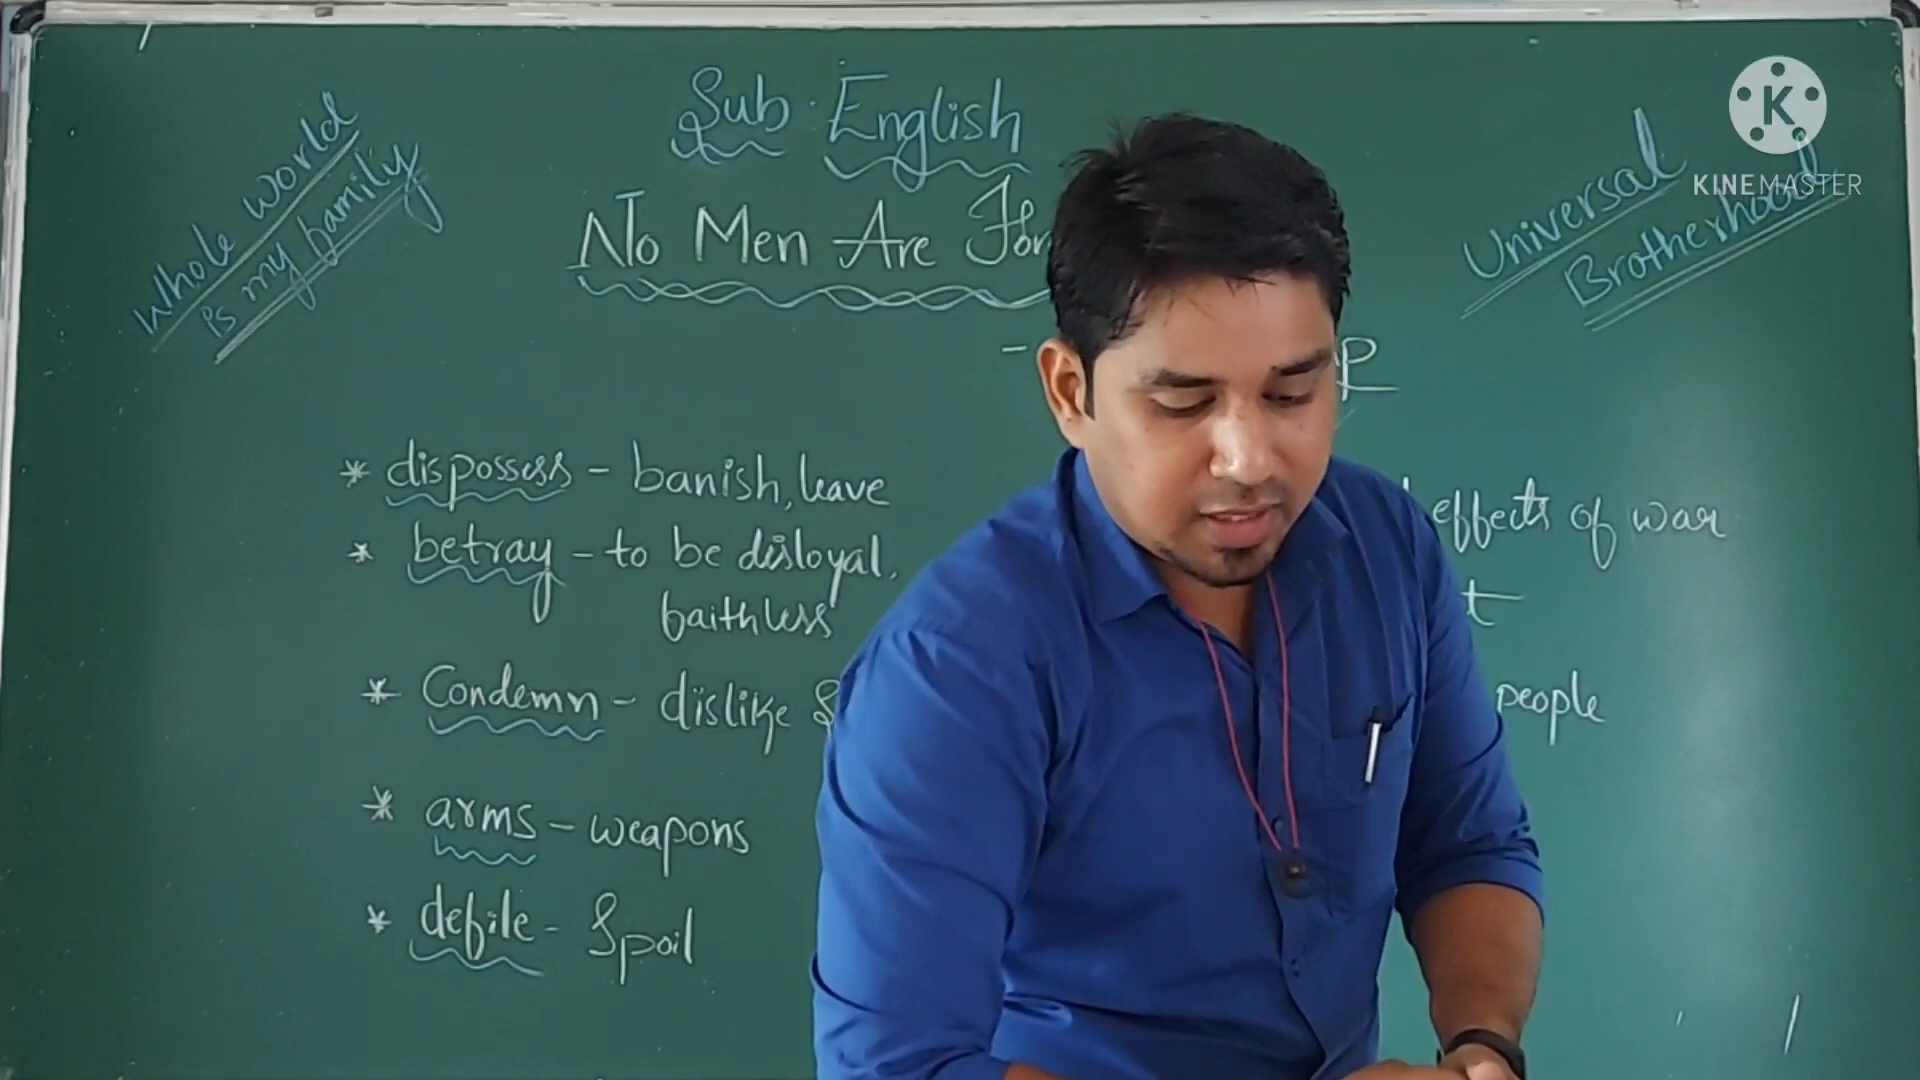 Sub: English
Whole world
is my family
Universal
Brotherhood
KINEMASTER
No Men Are For
- R
* dispossess - banish, leave
effects of war
* betray - to be disloyal,
faithless
* Condemn - dislike
people
* arms - weapons
* defile - Spoil